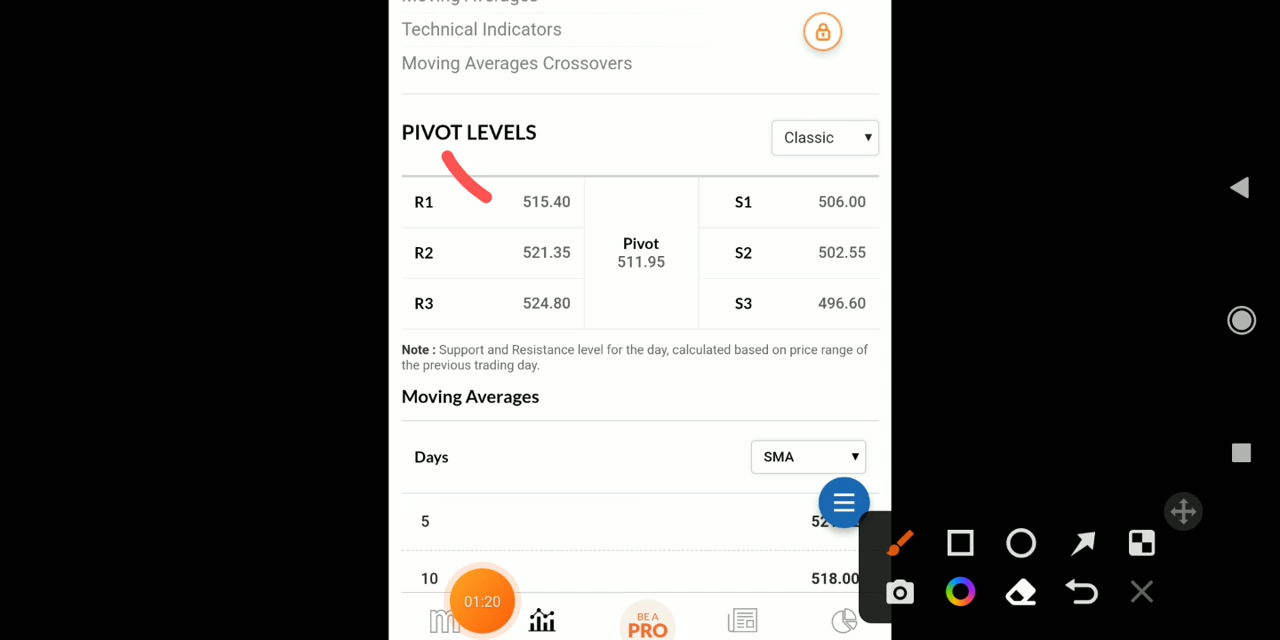 Moving Averages
Technical Indicators
Moving Averages Crossovers
PIVOT LEVELS
Classic
R1 515.40
R2 521.35
R3 524.80
Pivot
511.95
S1 506.00
S2 502.55
S3 496.60
Note : Support and Resistance level for the day, calculated based on price range of
the previous trading day.
Moving Averages
Days SMA
5
10 518.00
01:20
m
BE A
PRO